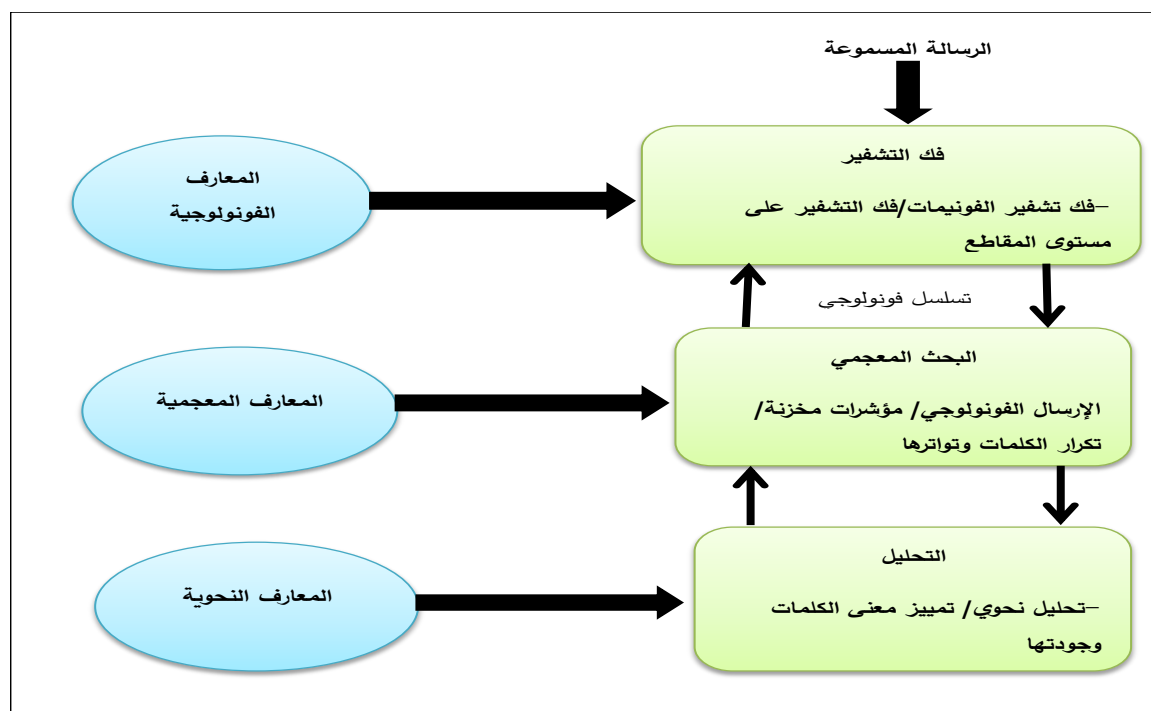 الرسالة المسموعة
فك التشفير
–فك تشفير الفونيمات/فك التشفير على
مستوى المقاطع
المعارف
الفونولوجية
تسلسل فونولوجي
البحث المعجمي
الإرسال الفونولوجي/ مؤشرات مخزنة/
تكرار الكلمات وتواترها
المعارف المعجمية
التحليل
–تحليل نحوي/ تمييز معنى الكلمات
وجودتها
المعارف النحوية